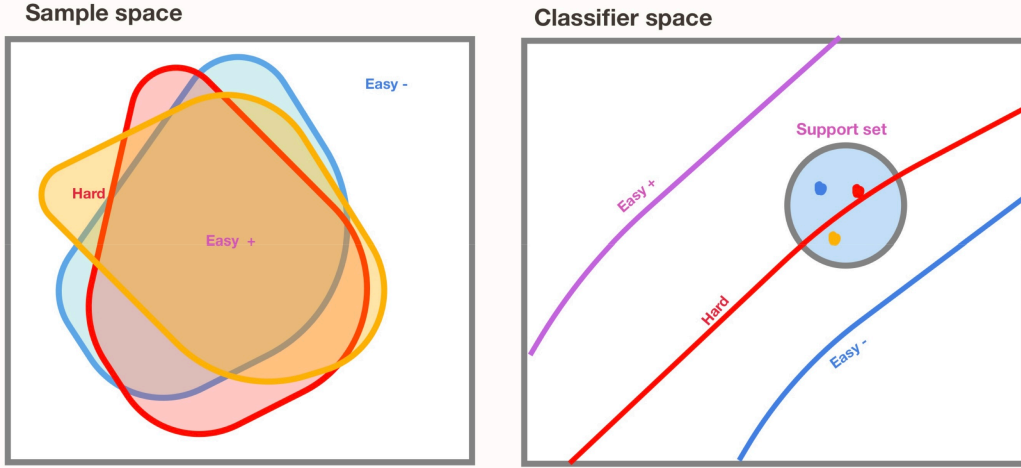 Sample space
Easy -
Hard
Easy +
Classifier space
Support set
Easy +
Hard
Easy -